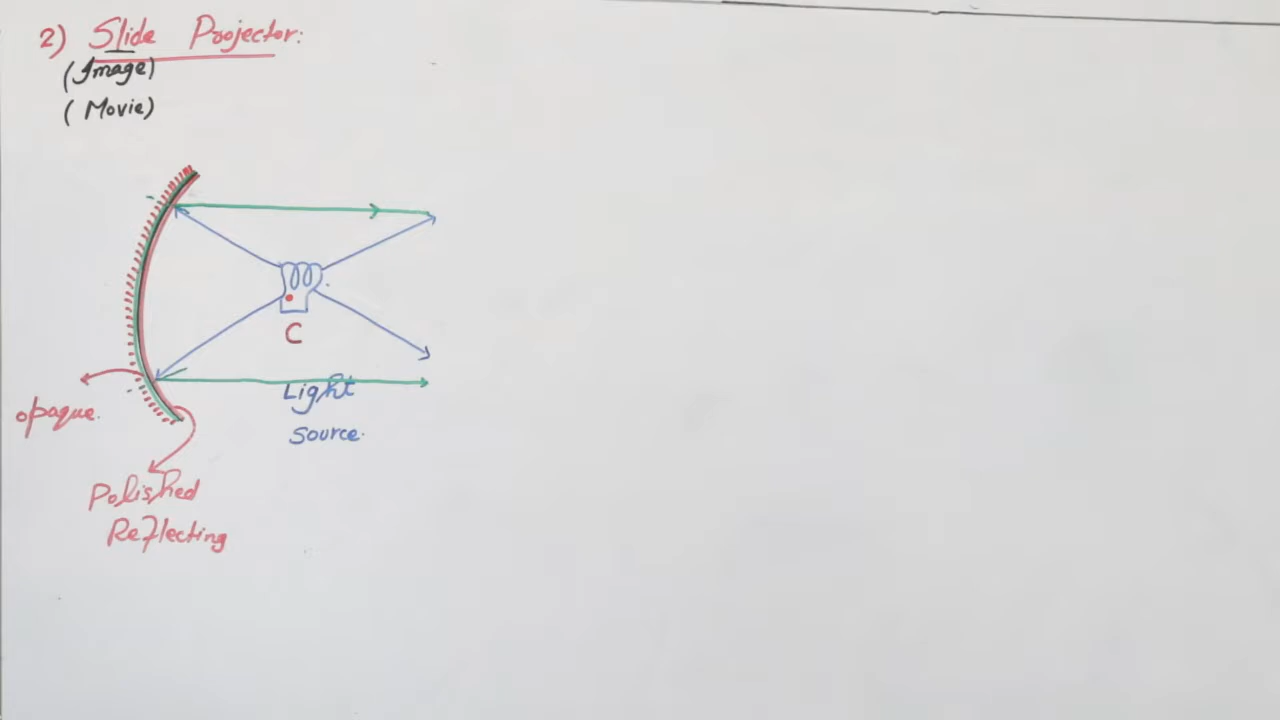 2) Slide Projector:
(Image)
(Movie)
C
Light
Source.
opaque.
Polished
Reflecting